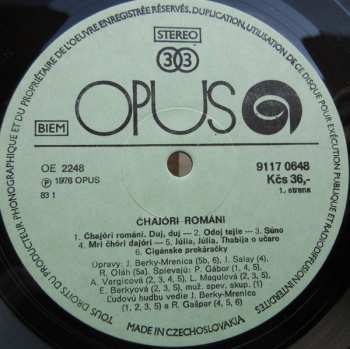 TOUS DROITS DU PRODUCTEUR PHONOGRAPHIQUE ET DU PROPRIÉTAIRE DE L'OEUVRE ENREGISTRÉE RÉSERVÉS. DUPLICATION, UTILISATION DE CE DISQUE POUR EXÉCUTION PUBLIQUE ET RADIODIFFUSION INTERDITES
STEREO
33
OPUS
BIEM
OE 2248
9117 0648
℗ 1976 OPUS
Kčs 36,-
83 1
1. strana
ČHAJÓRI ROMÁNI
1. Čhajóri románi. Duj, duj — 2. Odoj tejle — 3. Súno
— 4. Mri čhóri dajóri — 5. Júlia, Júlia, Thabija o učaro
6. Cigánske prekáračky
Úpravy: J. Berky-Mrenica (5b, 6), I. Salay (4),
R. Oláh (5a). Spievajú: P. Gábor (1, 4, 5),
A. Vargicová (2, 3, 4, 5), L. Magulová (2, 3, 5),
E. Berkyová (2, 3, 5), muž. spev. skup. (1)
Ľudovú hudbu vedie J. Berky-Mrenica
(1, 2, 3, 5) a R. Gašpar (4, 5, 6)
MADE IN CZECHOSLOVAKIA